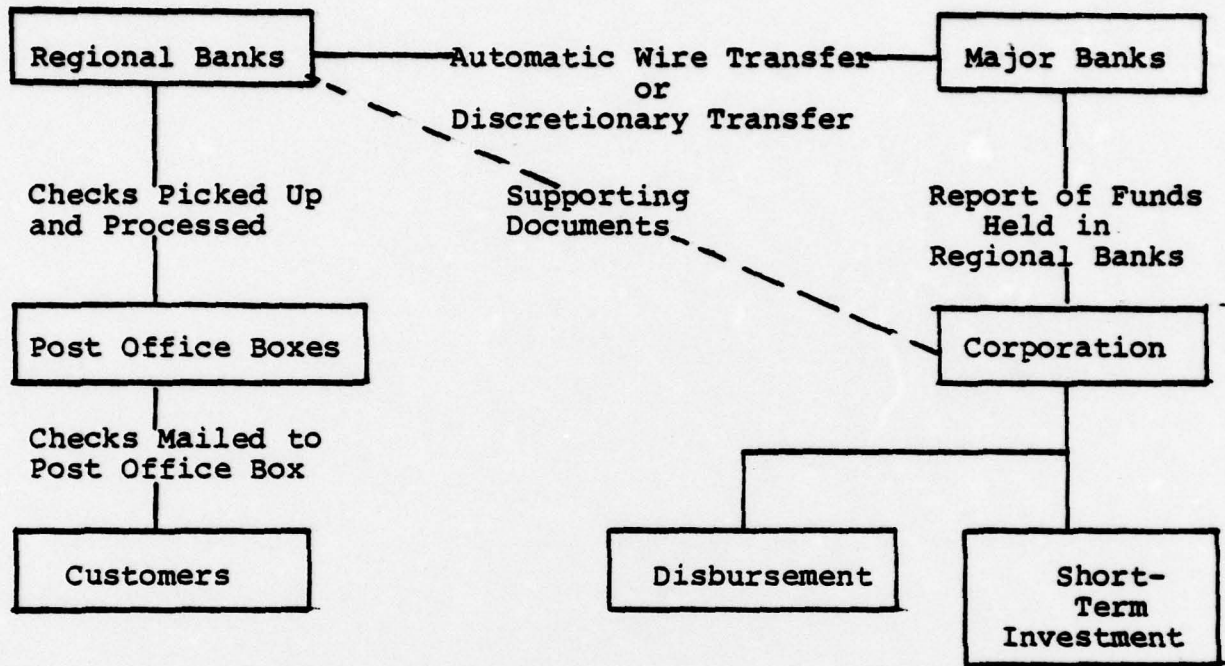 Regional Banks
Automatic Wire Transfer
or
Discretionary Transfer
Major Banks
Checks Picked Up
and Processed
Supporting
Documents
Report of Funds
Held in
Regional Banks
Post Office Boxes
Corporation
Checks Mailed to
Post Office Box
Customers
Disbursement
Short-
Term
Investment